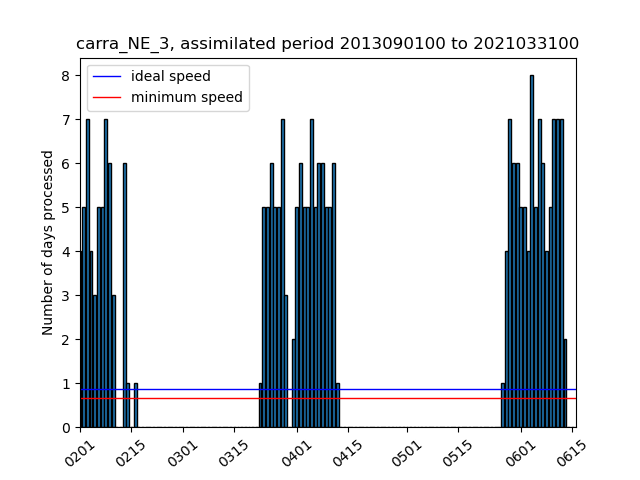 carra_NE_3, assimilated period 2013090100 to 2021033100
ideal speed
minimum speed
Number of days processed
8
7
6
5
4
3
2
1
0
0201 0215 0301 0315 0401 0415 0501 0515 0601 0615